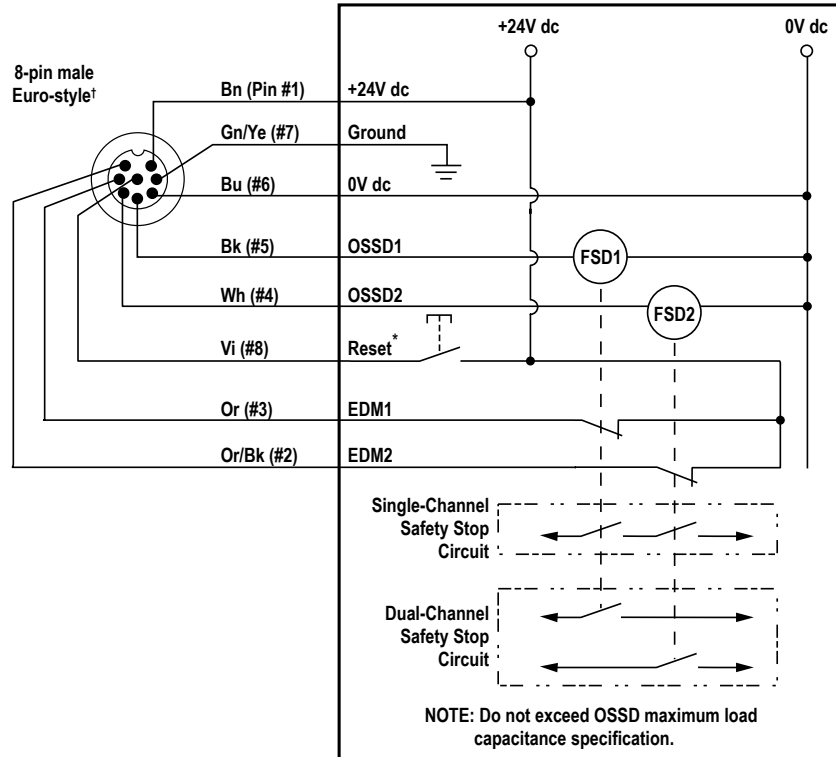 +24V dc
0V dc
8-pin male
Euro-style†
Bn (Pin #1)
+24V dc
Gn/Ye (#7)
Ground
Bu (#6)
0V dc
Bk (#5)
OSSD1
FSD1
Wh (#4)
OSSD2
FSD2
Vi (#8)
Reset*
Or (#3)
EDM1
Or/Bk (#2)
EDM2
Single-Channel
Safety Stop
Circuit
Dual-Channel
Safety Stop
Circuit
NOTE: Do not exceed OSSD maximum load
capacitance specification.